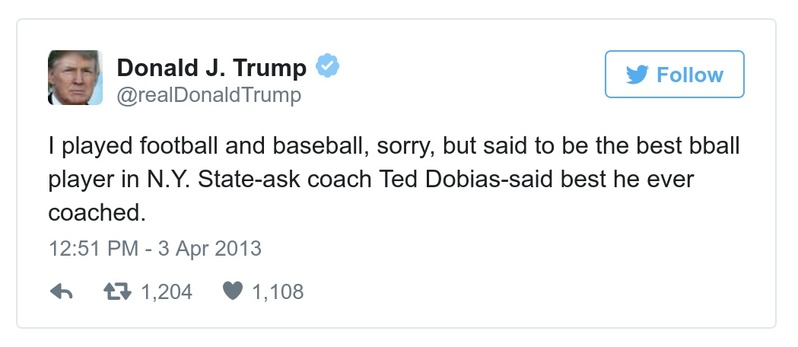 Donald J. Trump
@realDonaldTrump
Follow
I played football and baseball, sorry, but said to be the best bball
player in N.Y. State-ask coach Ted Dobias-said best he ever
coached.
12:51 PM - 3 Apr 2013
1,204 1,108